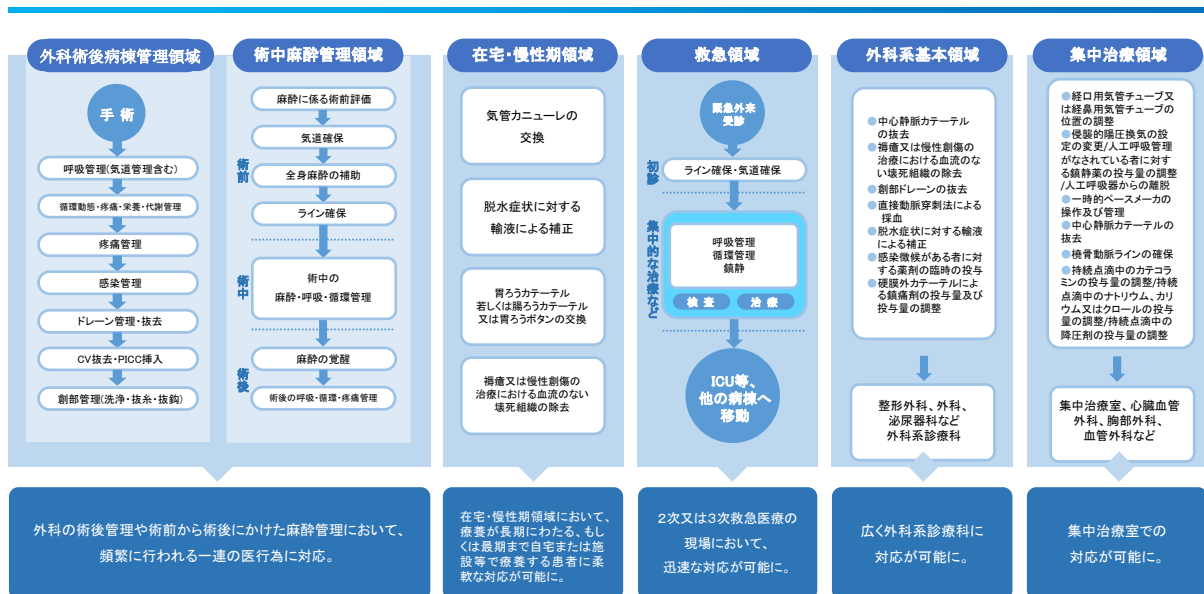 外科術後病棟管理領域
手術
呼吸管理(気道管理含む)
循環動態・疼痛・栄養・代謝管理
疼痛管理
感染管理
ドレーン管理・抜去
CV抜去・PICC挿入
創部管理(洗浄・抜糸・抜鈎)
術中麻酔管理領域
麻酔に係る術前評価
気道確保
術前
全身麻酔の補助
ライン確保
術中
術中の
麻酔・呼吸・循環管理
麻酔の覚醒
術後
術後の呼吸・循環・疼痛管理
外科の術後管理や術前から術後にかけた麻酔管理において、
頻繁に行われる一連の医行為に対応。
在宅・慢性期領域
気管カニューレの
交換
脱水症状に対する
輸液による補正
胃ろうカテーテル
若しくは腸ろうカテーテル
又は胃ろうボタンの交換
褥瘡又は慢性創傷の
治療における血流のない
壊死組織の除去
在宅・慢性期領域において、
療養が長期にわたる、もし
くは最期まで自宅または施
設等で療養する患者に柔
軟な対応が可能に。
救急領域
緊急外来
受診
初診
ライン確保・気道確保
集中的な治療など
呼吸管理
循環管理
鎮静
検査
治療
ICU等、
他の病棟へ
移動
2次又は3次救急医療の
現場において、
迅速な対応が可能に。
外科系基本領域
●中心静脈カテーテル
の抜去
●褥瘡又は慢性創傷の
治療における血流のな
い壊死組織の除去
●創部ドレーンの抜去
●直接動脈穿刺法による
採血
●脱水症状に対する輸液
による補正
●感染徴候がある者に対
する薬剤の臨時の投与
●硬膜外カテーテルによ
る鎮痛剤の投与量及び
投与量の調整
整形外科、外科、
泌尿器科など
外科系診療科
広く外科系診療科に
対応が可能に。
集中治療領域
●経口用気管チューブ又
は経鼻用気管チューブの
位置の調整
●侵襲的陽圧換気の設
定の変更/人工呼吸管理
がなされている者に対す
る鎮静薬の投与量の調整
/人工呼吸器からの離脱
●一時的ペースメーカの
操作及び管理
●中心静脈カテーテルの
抜去
●橈骨動脈ラインの確保
●持続点滴中のカテコラ
ミンの投与量の調整/持続
点滴中のナトリウム、カリ
ウム又はクロールの投与
量の調整/持続点滴中の
降圧剤の投与量の調整
集中治療室、心臓血管
外科、胸部外科、
血管外科など
集中治療室での
対応が可能に。